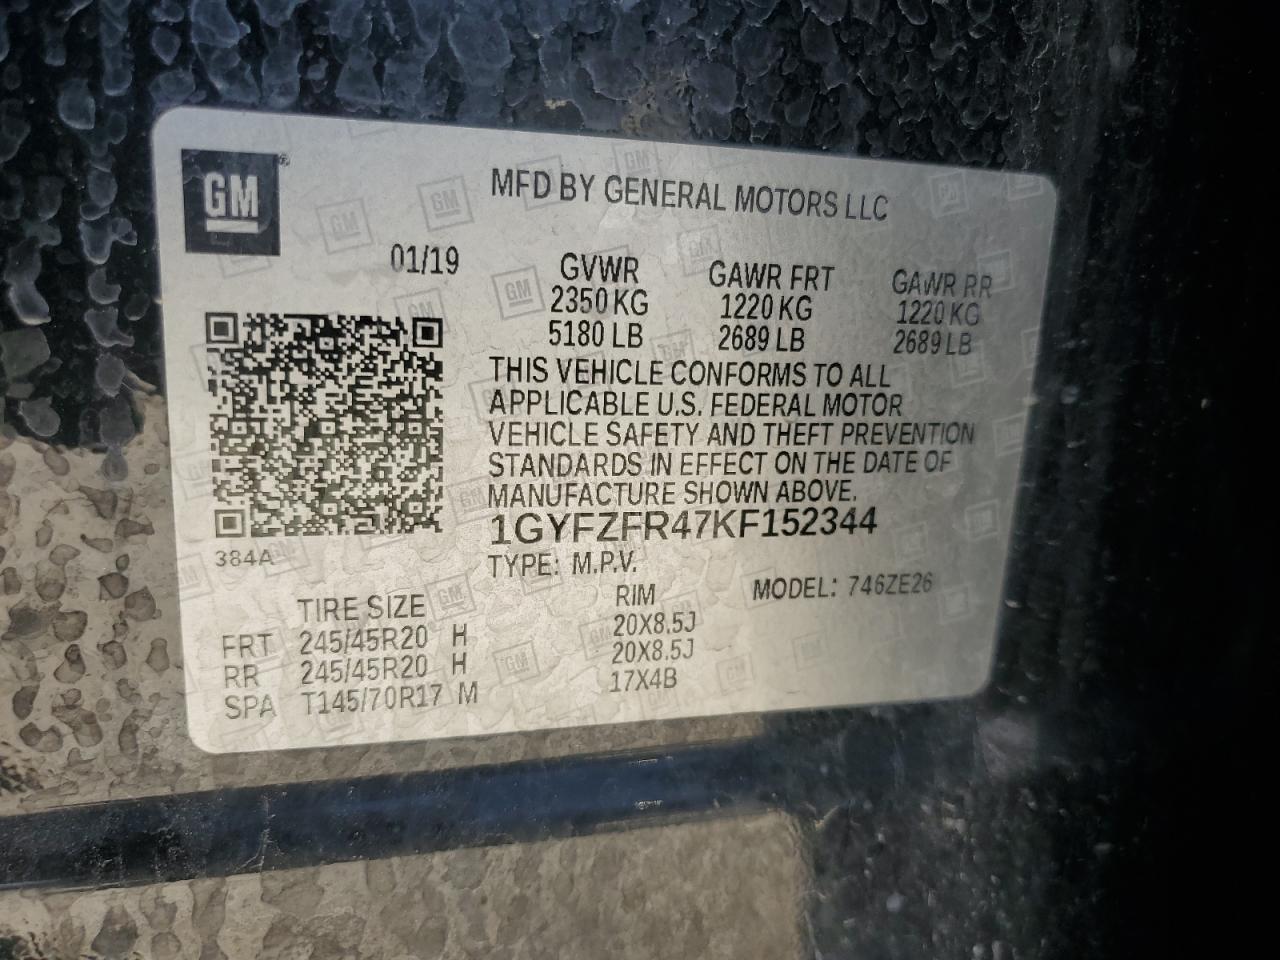 GM
MFD BY GENERAL MOTORS LLC
01/19
GVWR GAWR FRT GAWR RR
2350 KG 1220 KG 1220 KG
5180 LB 2689 LB 2689 LB
THIS VEHICLE CONFORMS TO ALL
APPLICABLE U.S. FEDERAL MOTOR
VEHICLE SAFETY AND THEFT PREVENTION
STANDARDS IN EFFECT ON THE DATE OF
MANUFACTURE SHOWN ABOVE.
1GYFZFR47KF152344
384A
TYPE: M.P.V.
MODEL: 746ZE26
TIRE SIZE RIM
FRT 245/45R20 H 20X8.5J
RR 245/45R20 H 20X8.5J
SPA T145/70R17 M 17X4B